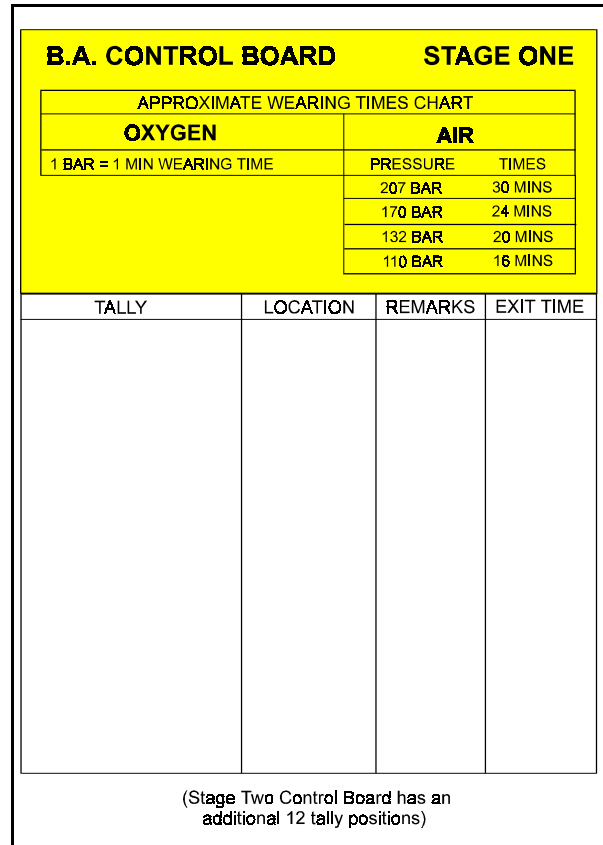 B.A. CONTROL BOARD STAGE ONE
APPROXIMATE WEARING TIMES CHART
OXYGEN AIR
1 BAR = 1 MIN WEARING TIME PRESSURE TIMES
207 BAR 30 MINS
170 BAR 24 MINS
132 BAR 20 MINS
110 BAR 16 MINS
TALLY LOCATION REMARKS EXIT TIME
(Stage Two Control Board has an
additional 12 tally positions)